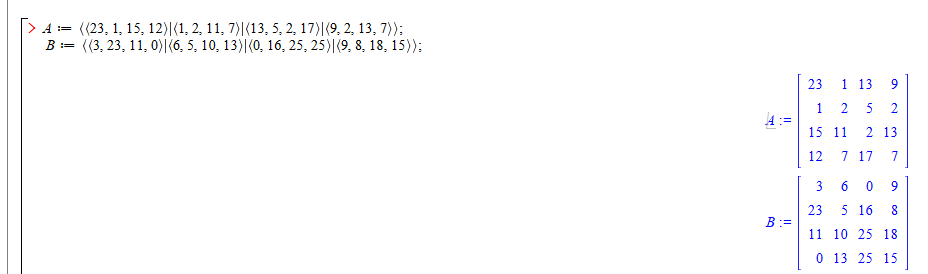 > A := ⟨⟨23, 1, 15, 12⟩|⟨1, 2, 11, 7⟩|⟨13, 5, 2, 17⟩|⟨9, 2, 13, 7⟩⟩;
B := ⟨⟨3, 23, 11, 0⟩|⟨6, 5, 10, 13⟩|⟨0, 16, 25, 25⟩|⟨9, 8, 18, 15⟩⟩;
23 1 13 9
1 2 5 2
A :=
15 11 2 13
12 7 17 7
3 6 0 9
23 5 16 8
B :=
11 10 25 18
0 13 25 15